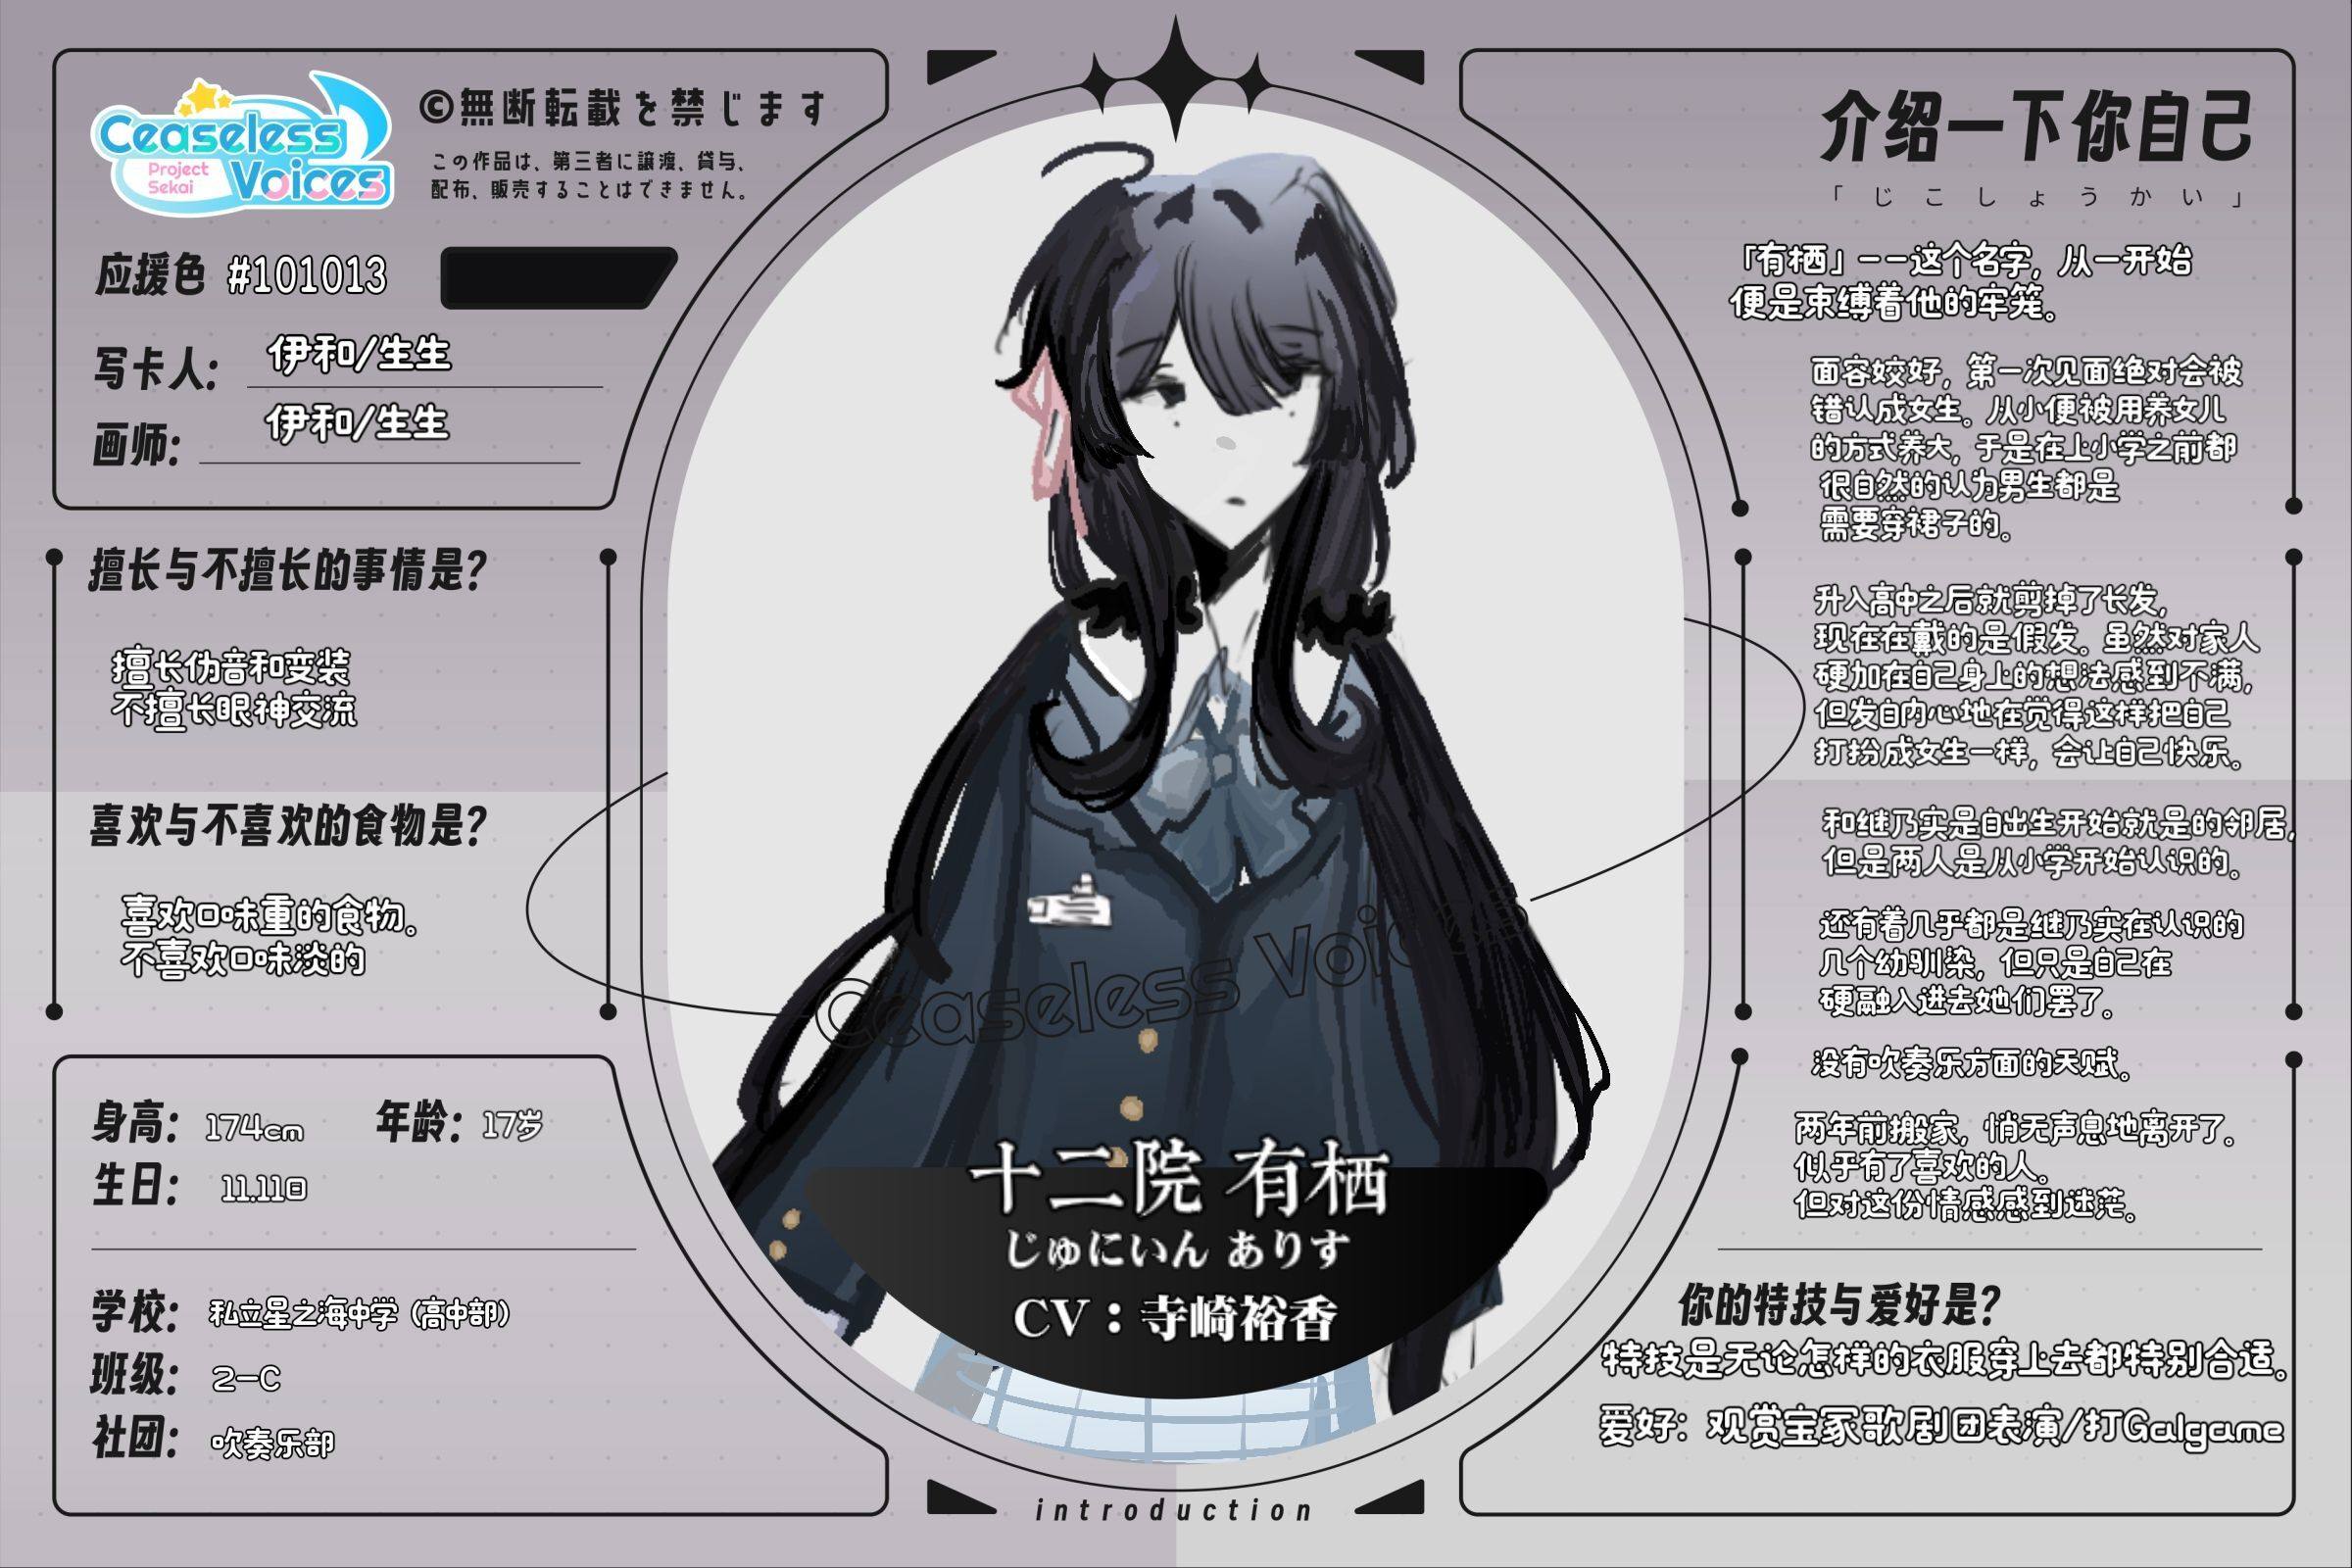 Ceaseless
Project
Sekai
Voices
©無断転載を禁じます
この作品は、第三者に譲渡、貸与、
配布、販売することはできません。
应援色 #101013
写卡人: 伊和/生生
画师: 伊和/生生
擅长与不擅长的事情是?
擅长伪音和变装
不擅长眼神交流
喜欢与不喜欢的食物是?
喜欢口味重的食物。
不喜欢口味淡的
身高: 174cm 年龄: 17岁
生日: 11.11日
学校: 私立星之海中学（高中部）
班级: 2-C
社团: 吹奏乐部
Ceaseless Voices
十二院 有栖
じゅにいん ありす
CV：寺崎裕香
introduction
介绍一下你自己
「じこしょうかい」
「有栖」--这个名字, 从一开始
便是束缚着他的牢笼。
面容姣好, 第一次见面绝对会被
错认成女生。从小便被用养女儿
的方式养大, 于是在上小学之前都
很自然的认为男生都是
需要穿裙子的。
升入高中之后就剪掉了长发,
现在在戴的是假发。虽然对家人
硬加在自己身上的想法感到不满,
但发自内心地在觉得这样把自己
打扮成女生一样, 会让自己快乐。
和继乃实是自出生开始就是的邻居,
但是两人是从小学开始认识的。
还有着几乎都是继乃实在认识的
几个幼驯染, 但只是自己在
硬融入进去她们罢了。
没有吹奏乐方面的天赋。
两年前搬家, 悄无声息地离开了。
似乎有了喜欢的人。
但对这份情感感到迷茫。
你的特技与爱好是?
特技是无论怎样的衣服穿上去都特别合适。
爱好: 观赏宝冢歌剧团表演/打Galgame